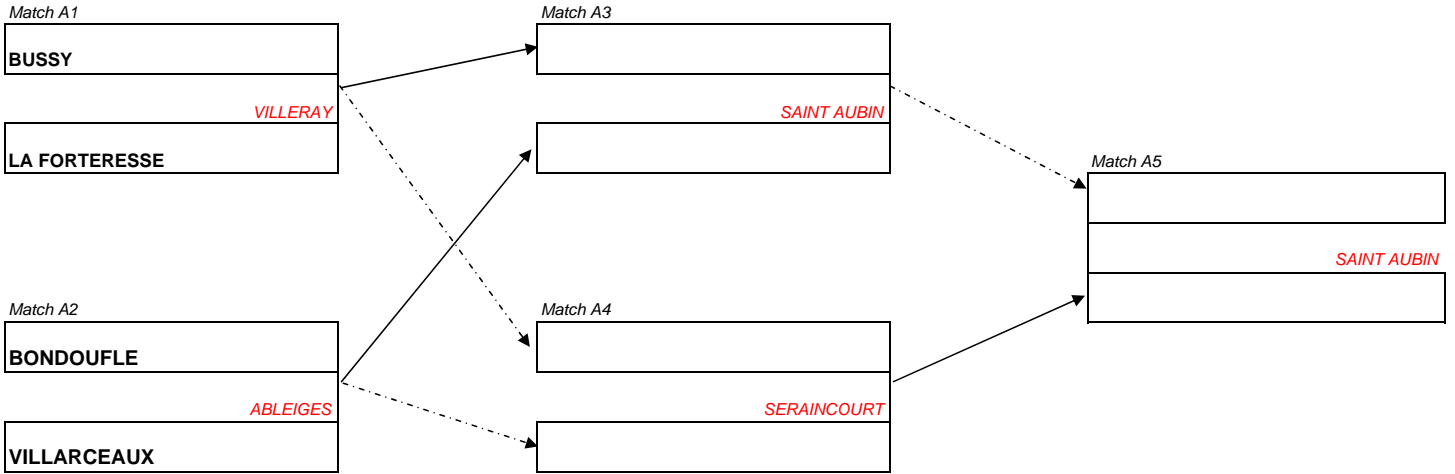 Match A1
BUSSY
VILLERAY
LA FORTERESSE
Match A2
BONDOUFLE
ABLEIGES
VILLARCEAUX
Match A3
SAINT AUBIN
Match A4
SERAINCOURT
Match A5
SAINT AUBIN